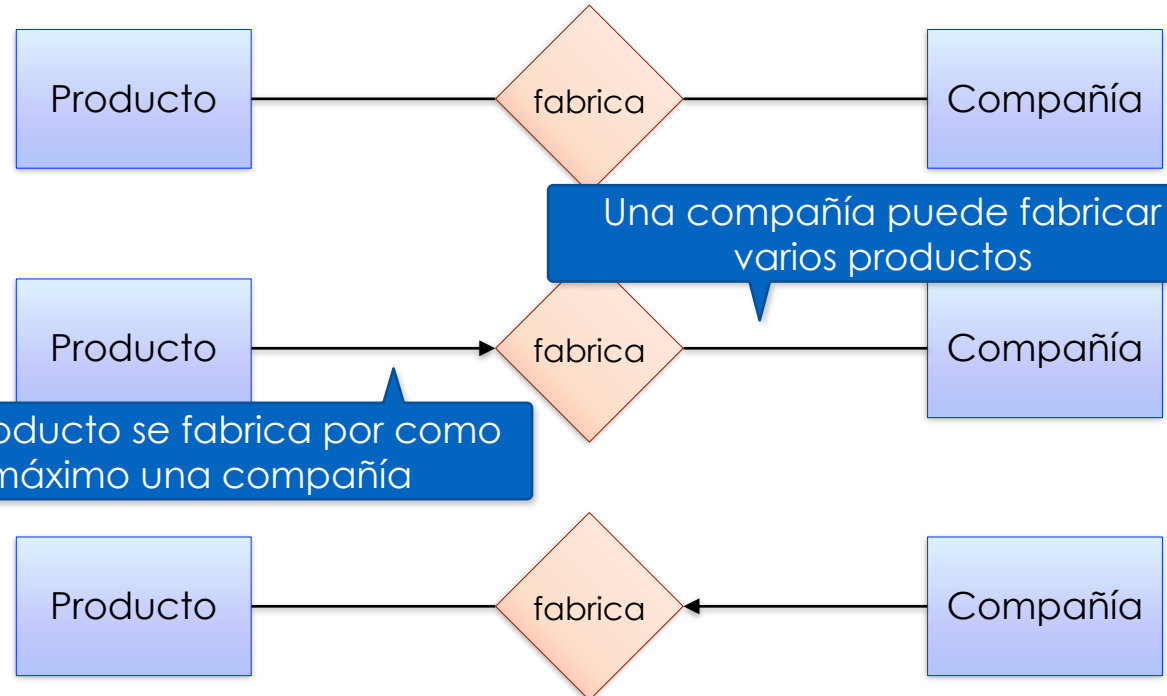 Producto fabrica Compañía
Una compañía puede fabricar
varios productos
Producto fabrica Compañía
se fabrica por como
máximo una compañía
Producto fabrica Compañía